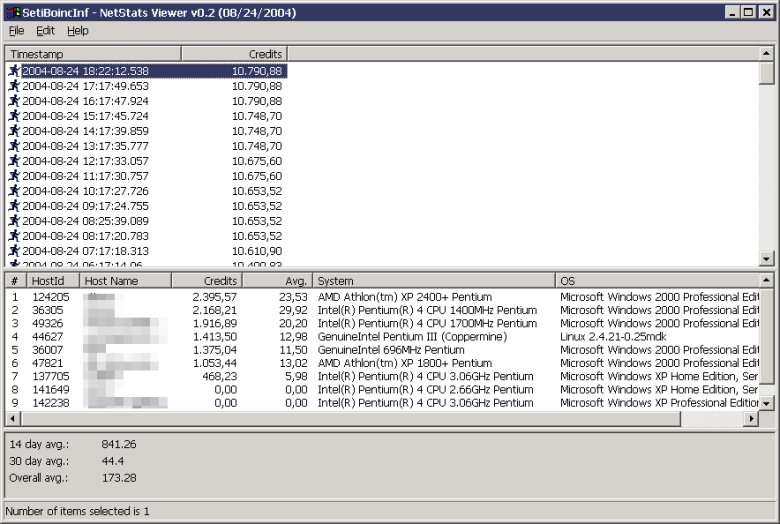 SetiBoincInf - NetStats Viewer v0.2 (08/24/2004)
File Edit Help
Timestamp Credits
2004-08-24 18:22:12.538 10.790,88
2004-08-24 17:17:49.653 10.790,88
2004-08-24 16:17:47.924 10.790,88
2004-08-24 15:17:45.724 10.748,70
2004-08-24 14:17:39.859 10.748,70
2004-08-24 13:17:35.777 10.748,70
2004-08-24 12:17:33.057 10.675,60
2004-08-24 11:17:30.757 10.675,60
2004-08-24 10:17:27.726 10.653,52
2004-08-24 09:17:24.755 10.653,52
2004-08-24 08:25:39.089 10.653,52
2004-08-24 08:17:20.783 10.653,52
2004-08-24 07:17:18.313 10.610,90
2004-08-24 06:17:14.06
# HostId Host Name Credits Avg. System OS
1 124205 2.395,57 23,53 AMD Athlon(tm) XP 2400+ Pentium Microsoft Windows 2000 Professional Edit
2 36305 2.168,21 29,92 Intel(R) Pentium(R) 4 CPU 1400MHz Pentium Microsoft Windows 2000 Professional Edit
3 49326 1.916,89 20,20 Intel(R) Pentium(R) 4 CPU 1700MHz Pentium Microsoft Windows 2000 Professional Edit
4 44627 1.413,50 12,98 GenuineIntel Pentium III (Coppermine) Linux 2.4.21-0.25mdk
5 36007 1.375,04 11,50 GenuineIntel 696MHz Pentium Microsoft Windows 2000 Professional Edit
6 47821 1.053,44 13,02 AMD Athlon(tm) XP 1800+ Pentium Microsoft Windows 2000 Professional Edit
7 137705 468,23 5,98 Intel(R) Pentium(R) 4 CPU 3.06GHz Pentium Microsoft Windows XP Home Edition, Ser
8 141649 0,00 0,00 Intel(R) Pentium(R) 4 CPU 2.66GHz Pentium Microsoft Windows XP Home Edition, Ser
9 142238 0,00 0,00 Intel(R) Pentium(R) 4 CPU 3.06GHz Pentium Microsoft Windows XP Professional Edition
14 day avg.: 841.26
30 day avg.: 44.4
Overall avg.: 173.28
Number of items selected is 1